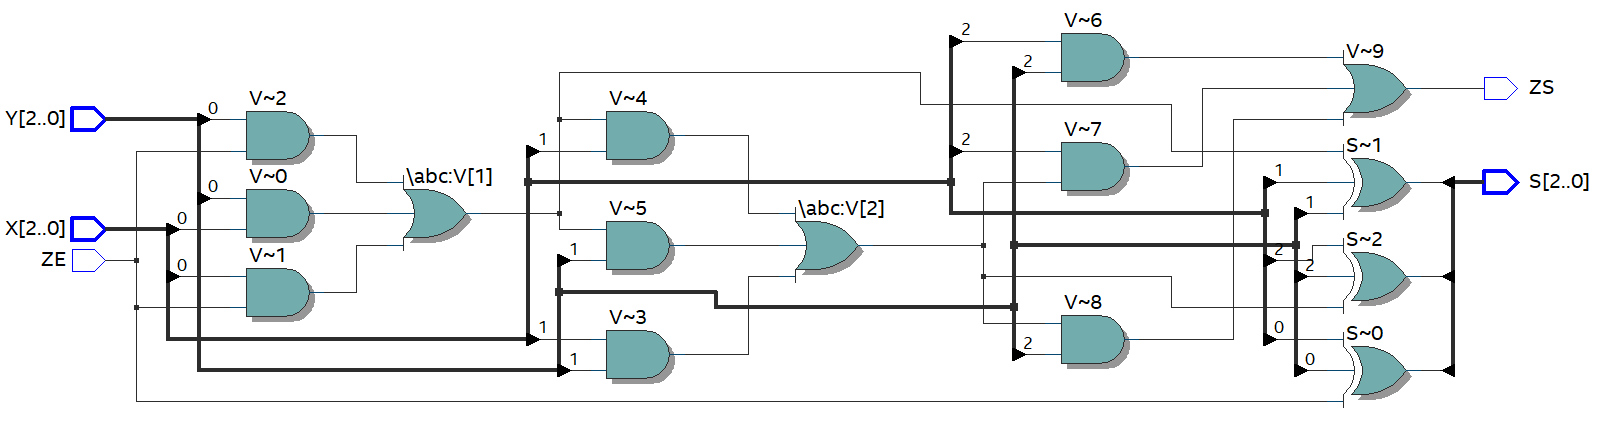 V~6
2
V~9
2
ZS
V~2
V~4
Y[2..0]
0
V~7
1
2
S~1
V~0
\abc:V[1]
1
S[2..0]
0
V~5
\abc:V[2]
1
X[2..0]
0
S~2
ZE
V~1
1
2
0
2
V~3
V~8
1
0
S~0
2
1
0